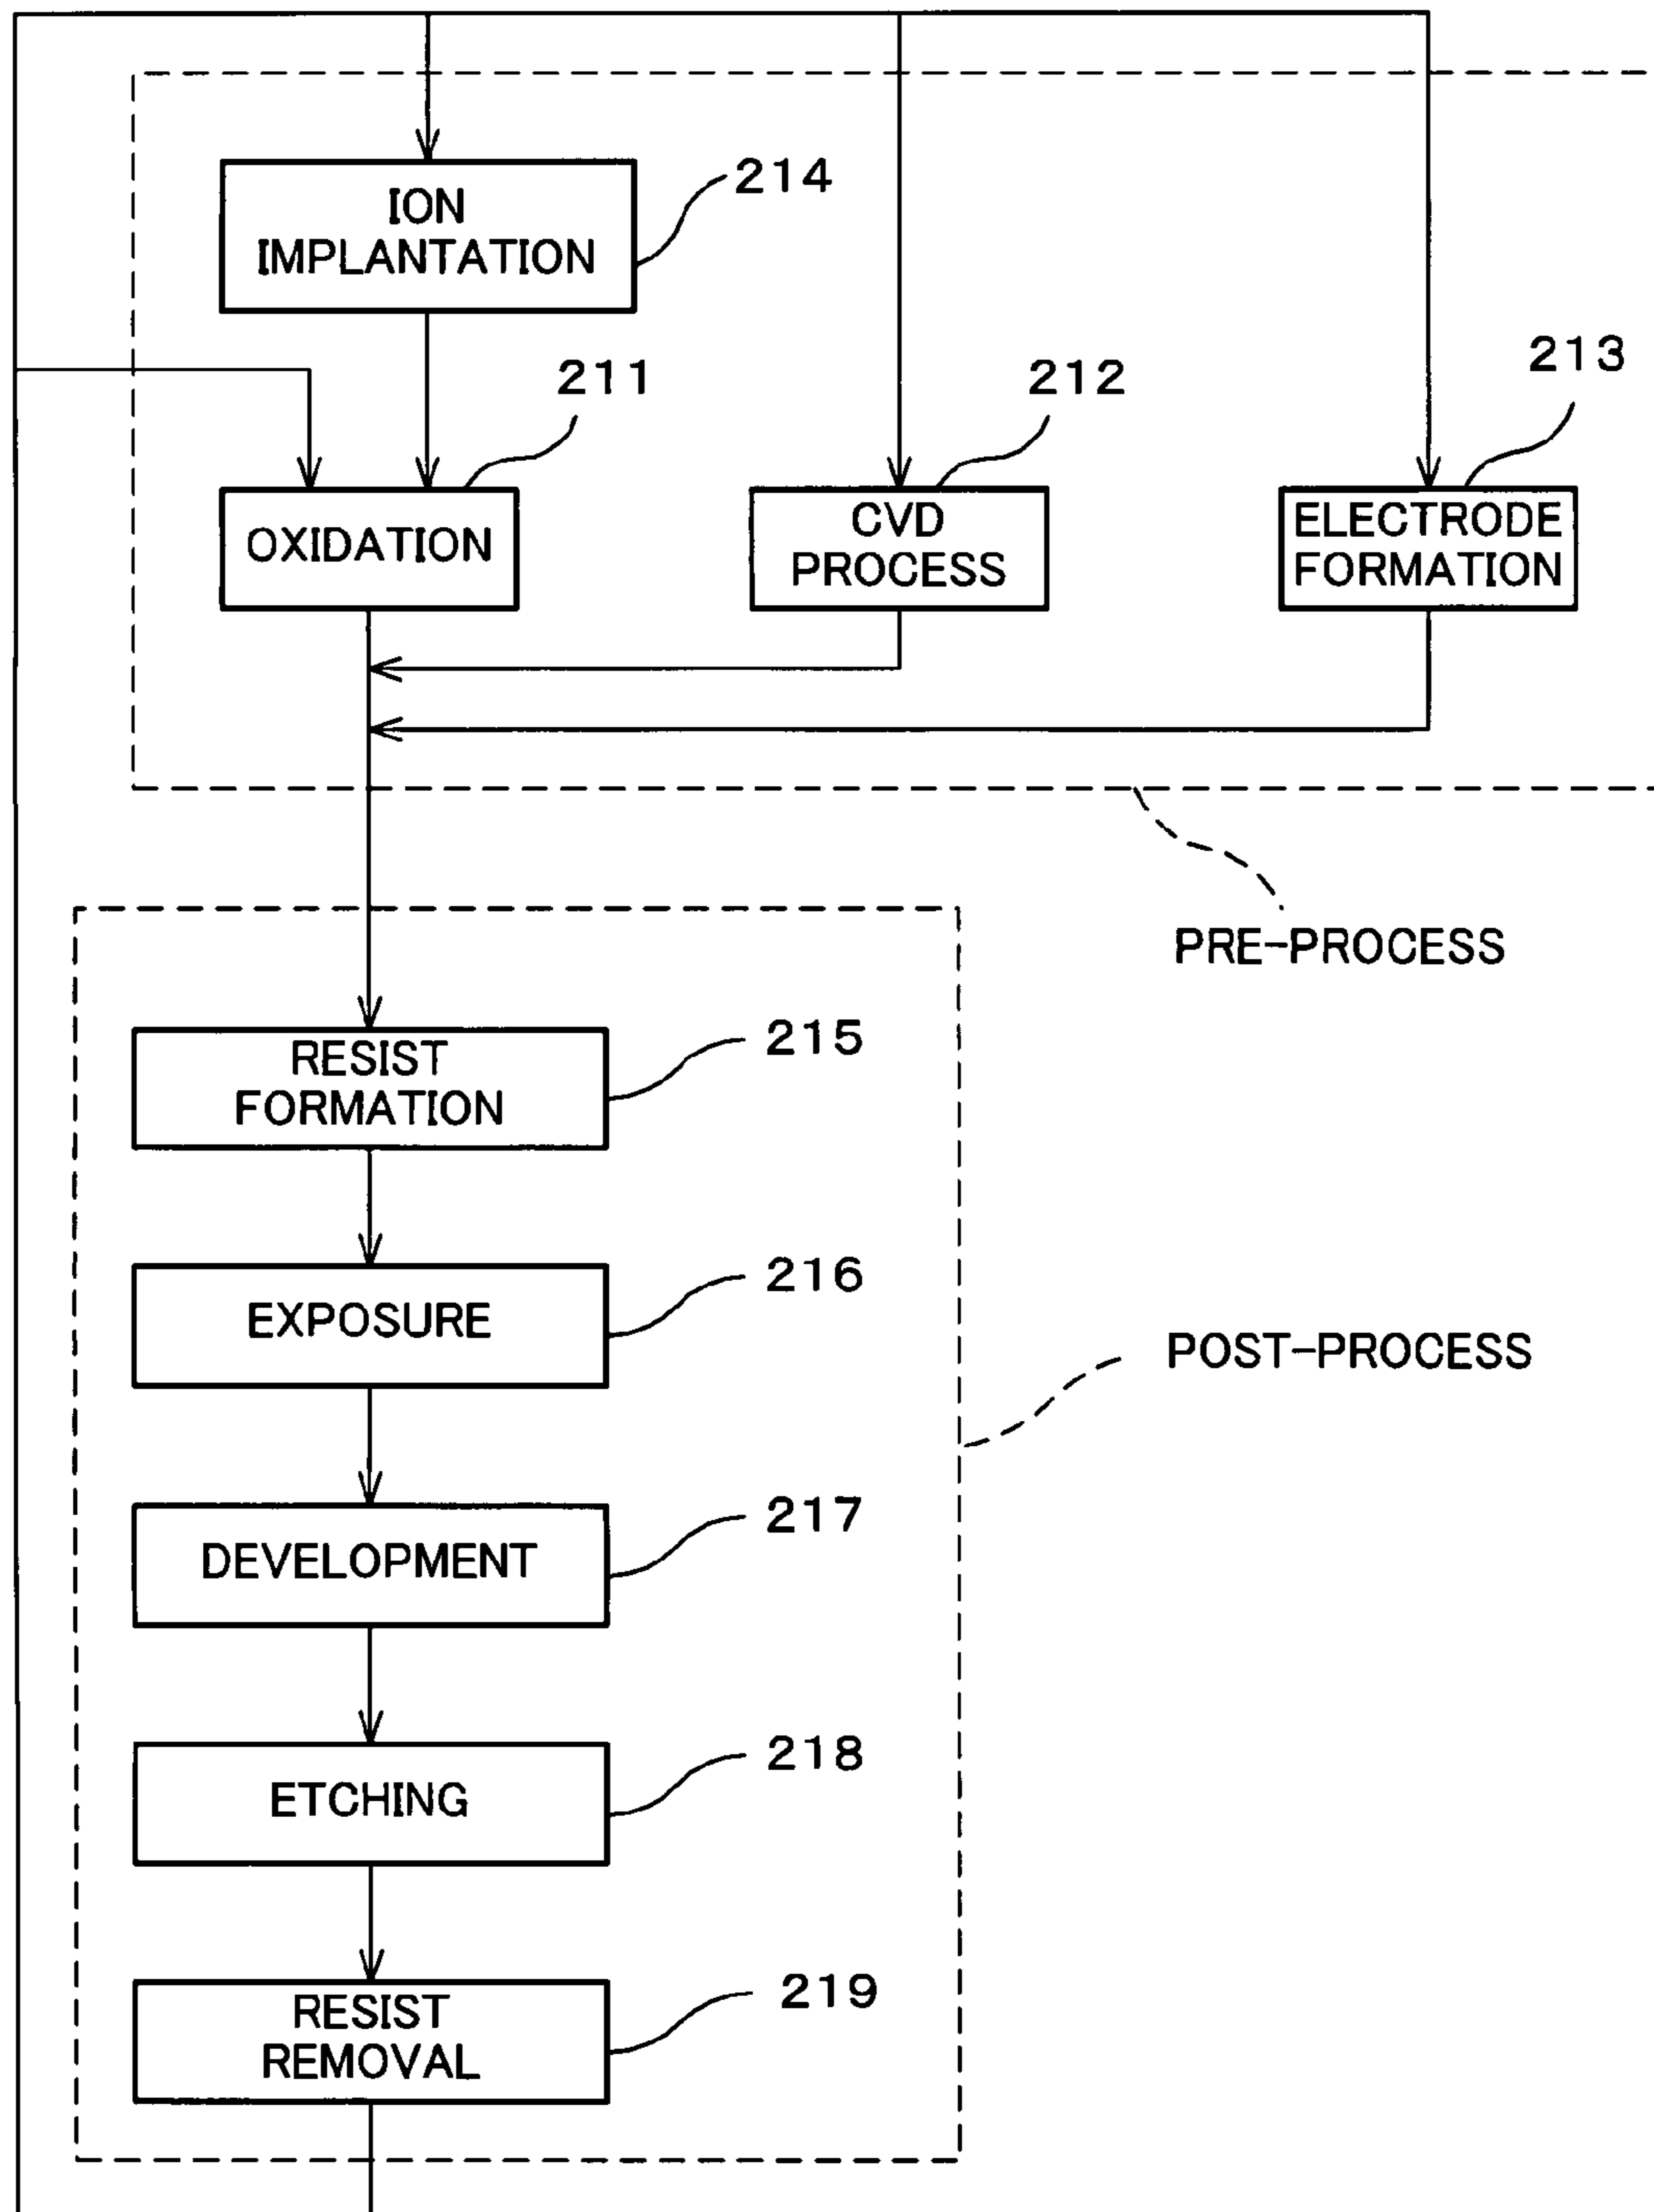 214
ION
IMPLANTATION
211
212
213
OXIDATION
CVD
PROCESS
ELECTRODE
FORMATION
PRE-PROCESS
215
RESIST
FORMATION
216
EXPOSURE
POST-PROCESS
217
DEVELOPMENT
218
ETCHING
219
RESIST
REMOVAL